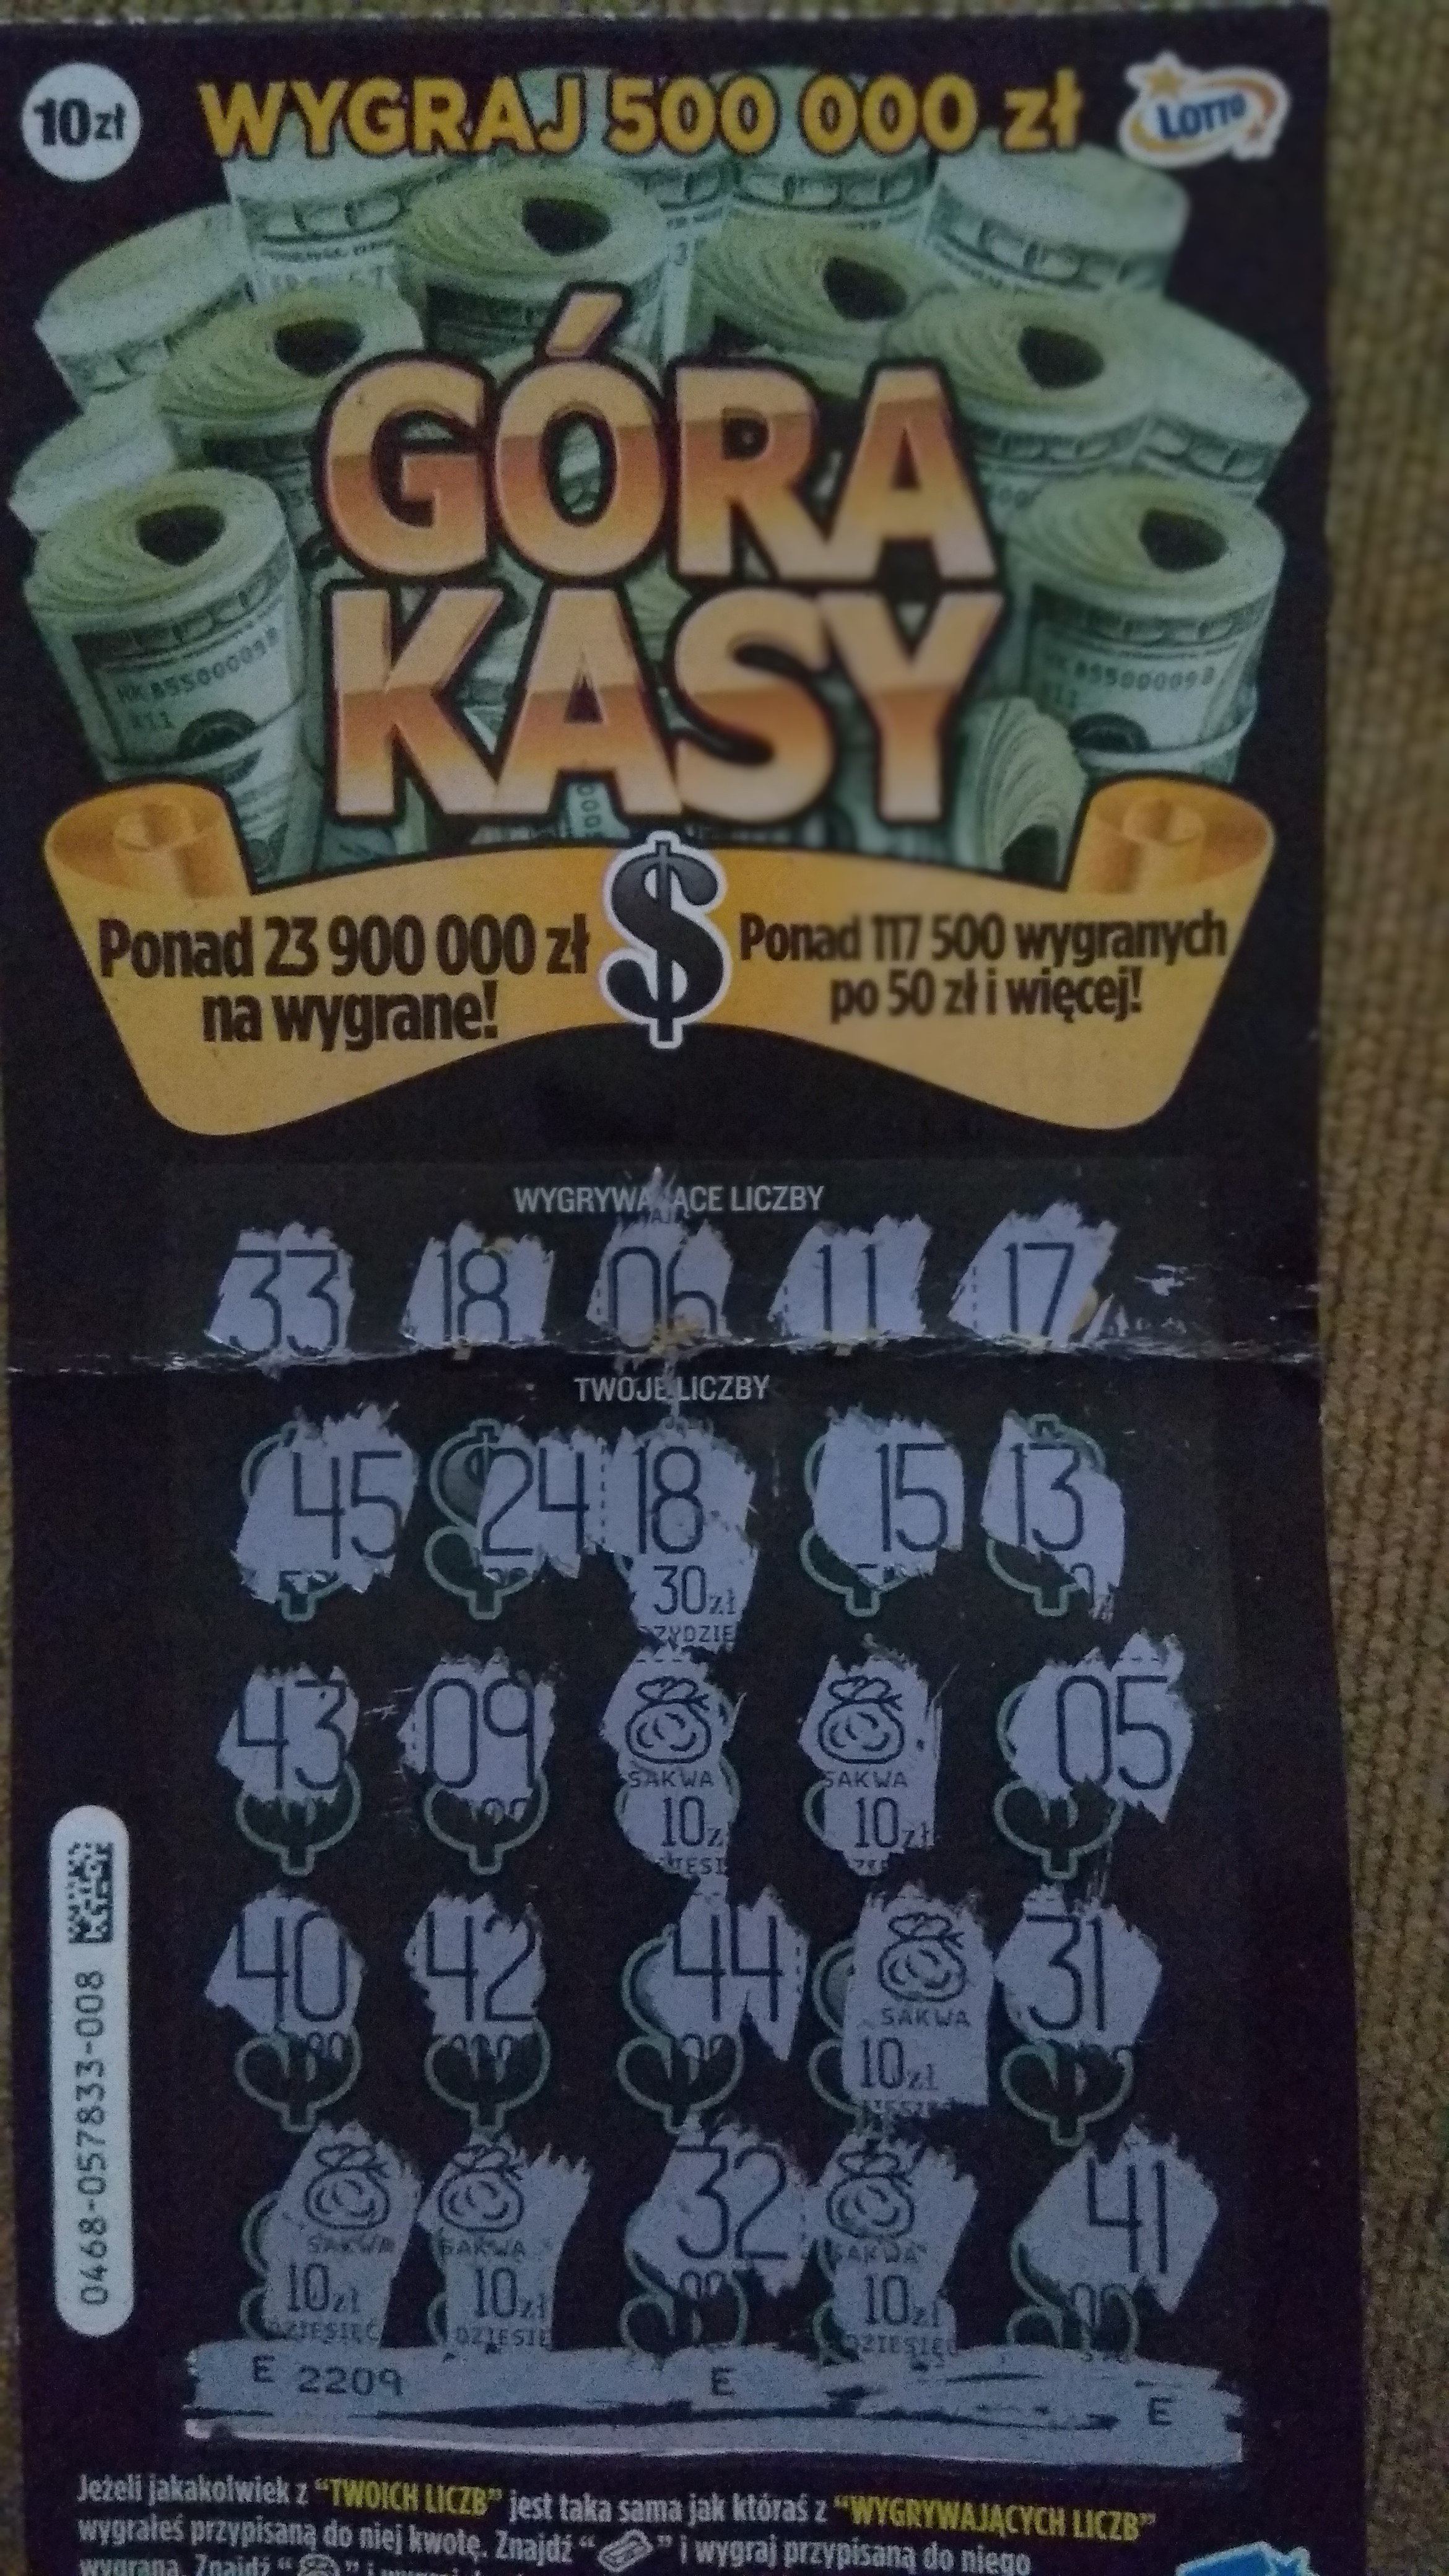 10zł WYGRAJ 500 000 zł LOTTO
GÓRA
KASY
Ponad 23 900 000 zł
na wygrane!
$
Ponad 117 500 wygranych
po 50 zł i więcej!
WYGRYWAJĄCE LICZBY
33 18 06 11 17
TWOJE LICZBY
45 24 18 15 13
30zł
43 09 SAKWA SAKWA 05
10zł 10zł
40 42 44 SAKWA 31
10zł
SAKWA SAKWA 32 SAKWA 41
10zł 10zł 10zł
DZIESIĘĆ
E 2209 E E
0468-057833-008
Jeżeli jakakolwiek z “TWOICH LICZB” jest taka sama jak któraś z “WYGRYWAJĄCYCH LICZB”
wygrałeś przypisaną do niej kwotę. Znajdź “ ” i wygraj przypisaną do niego
wygraną. Znajdź “ ” i